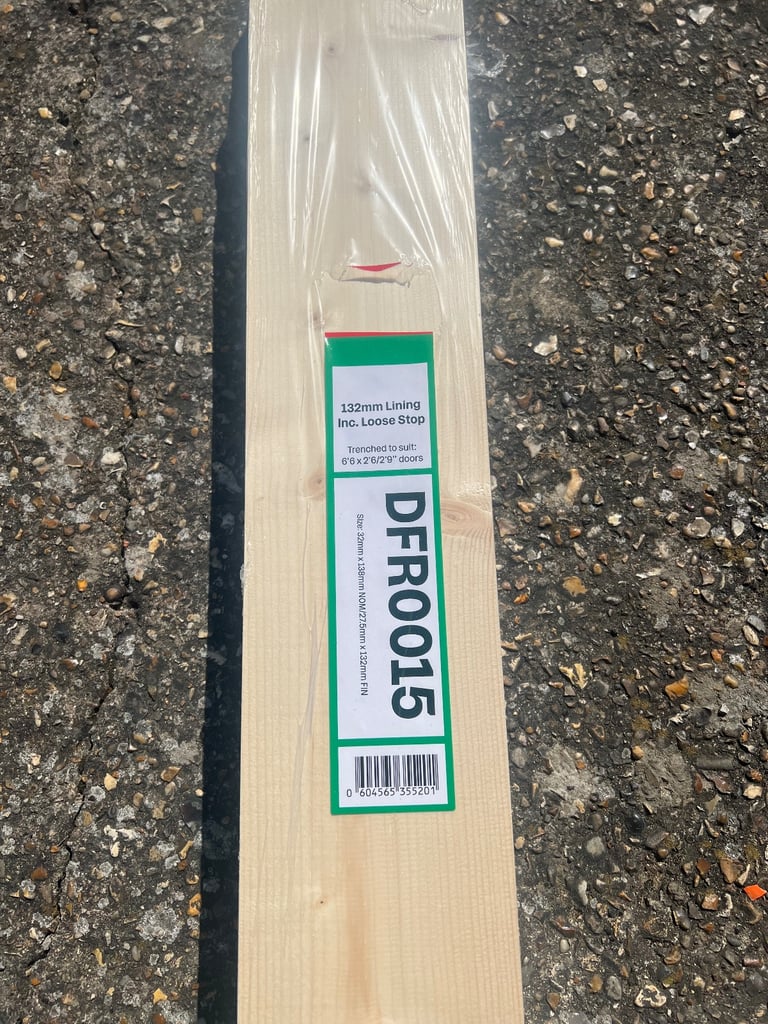 132mm Lining
Inc. Loose Stop
Trenched to suit:
6'6 x 2'6/2'9" doors
DFR0015
Size: 32mm x 138mm NOM/27.5mm x 132mm FIN
0 604565 355201